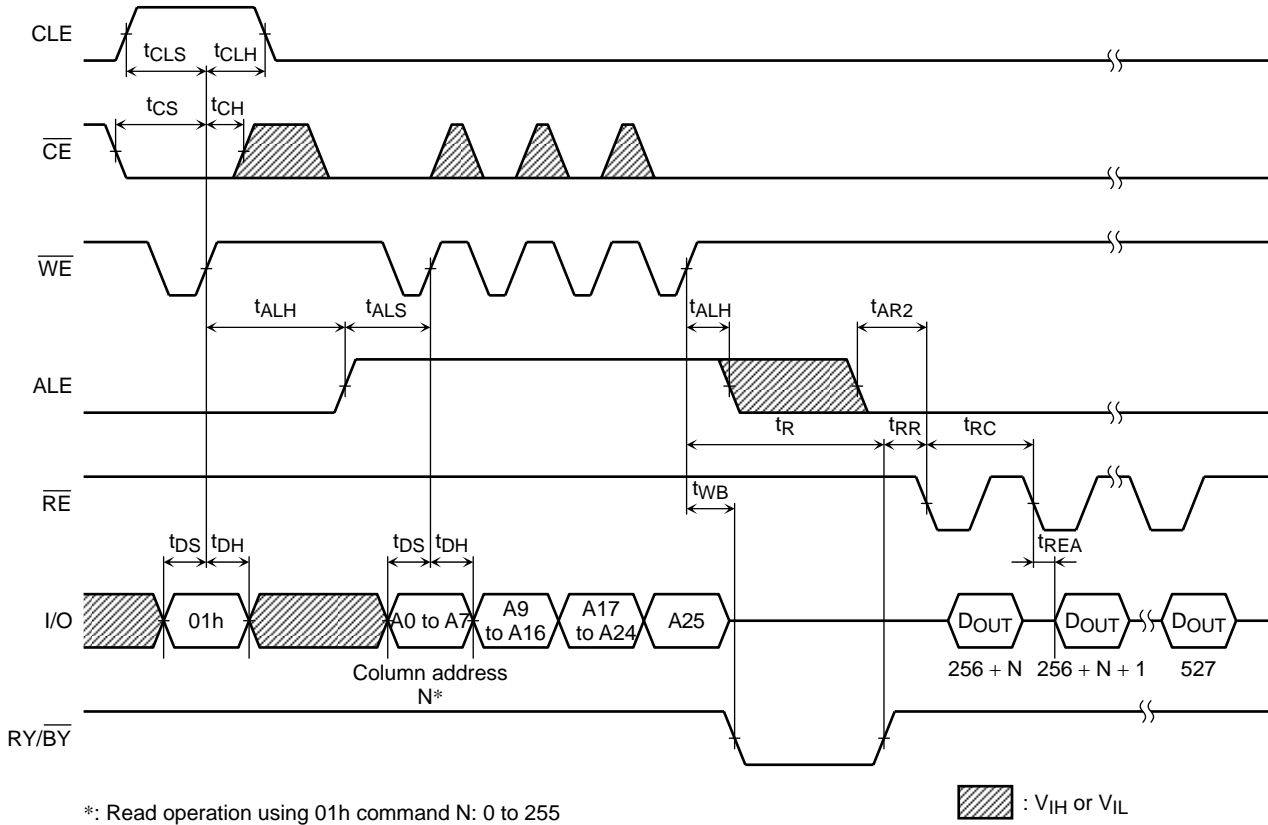 CLE
tCLS tCLH
tCS tCH
CE
WE
tALH tALS tALH tAR2
ALE
tR tRR tRC
RE
tWB
tDS tDH tDS tDH tREA
I/O 01h A0 to A7 A9 to A16 A17 to A24 A25 DOUT DOUT DOUT
Column address N* 256 + N 256 + N + 1 527
RY/BY
*: Read operation using 01h command N: 0 to 255
: VIH or VIL